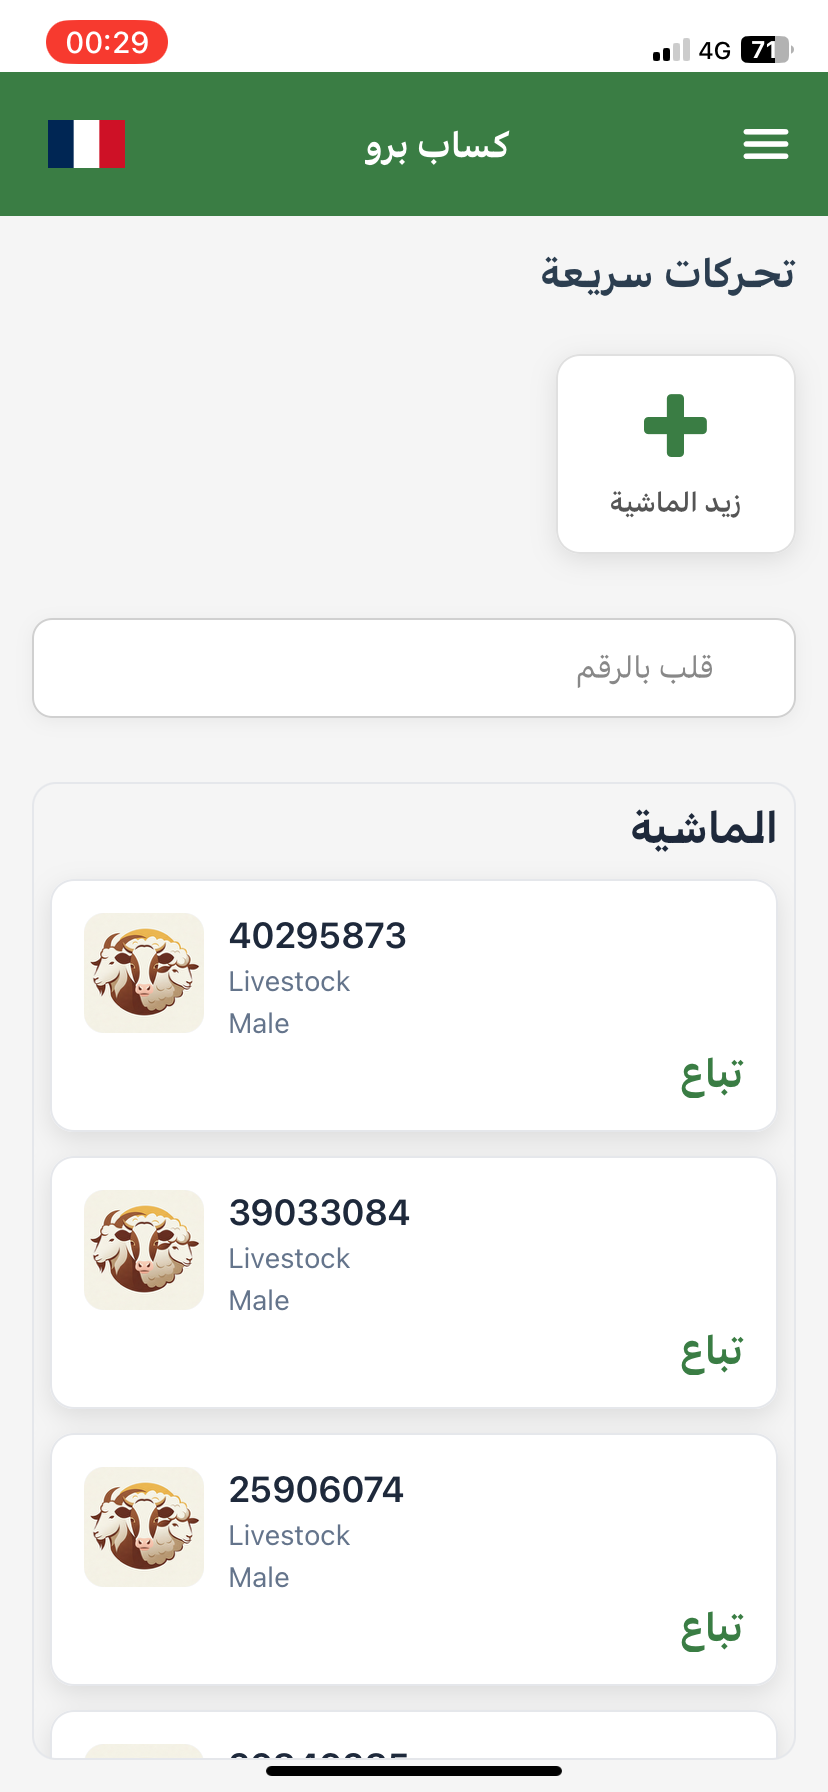 00:29
4G 71
كساب برو
تحركات سريعة
زيد الماشية
قلب بالرقم
الماشية
40295873
Livestock
Male
تباع
39033084
Livestock
Male
تباع
25906074
Livestock
Male
تباع